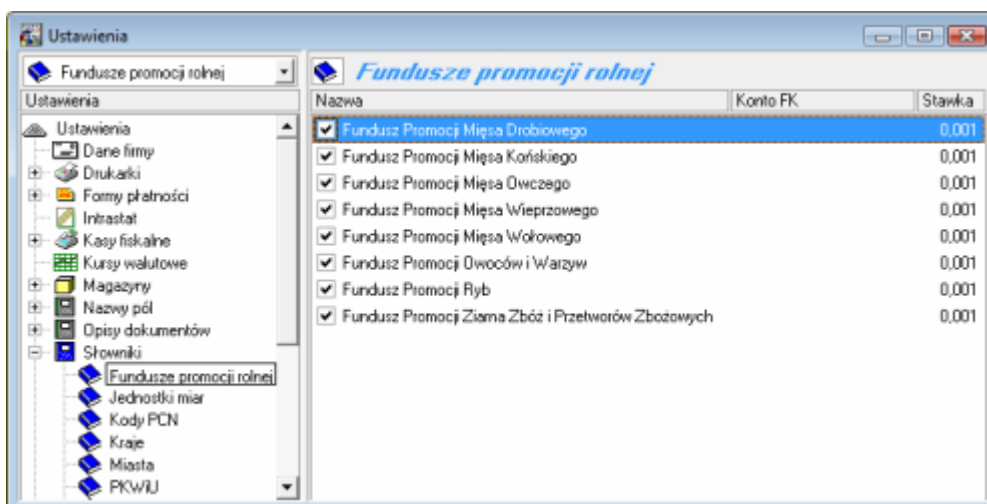 Ustawienia
Fundusze promocji rolnej
Ustawienia
Ustawienia
Dane firmy
Drukarki
Formy płatności
Intrastat
Kasy fiskalne
Kursy walutowe
Magazyny
Nazwy pól
Opisy dokumentów
Słowniki
Fundusze promocji rolnej
Jednostki miar
Kody PCN
Kraje
Miasta
PKWiU
Fundusze promocji rolnej
Nazwa Konto FK Stawka
Fundusz Promocji Mięsa Drobiowego 0,001
Fundusz Promocji Mięsa Końskiego 0,001
Fundusz Promocji Mięsa Owczego 0,001
Fundusz Promocji Mięsa Wieprzowego 0,001
Fundusz Promocji Mięsa Wołowego 0,001
Fundusz Promocji Owoców i Warzyw 0,001
Fundusz Promocji Ryb 0,001
Fundusz Promocji Ziarna Zbóż i Przetworów Zbożowych 0,001